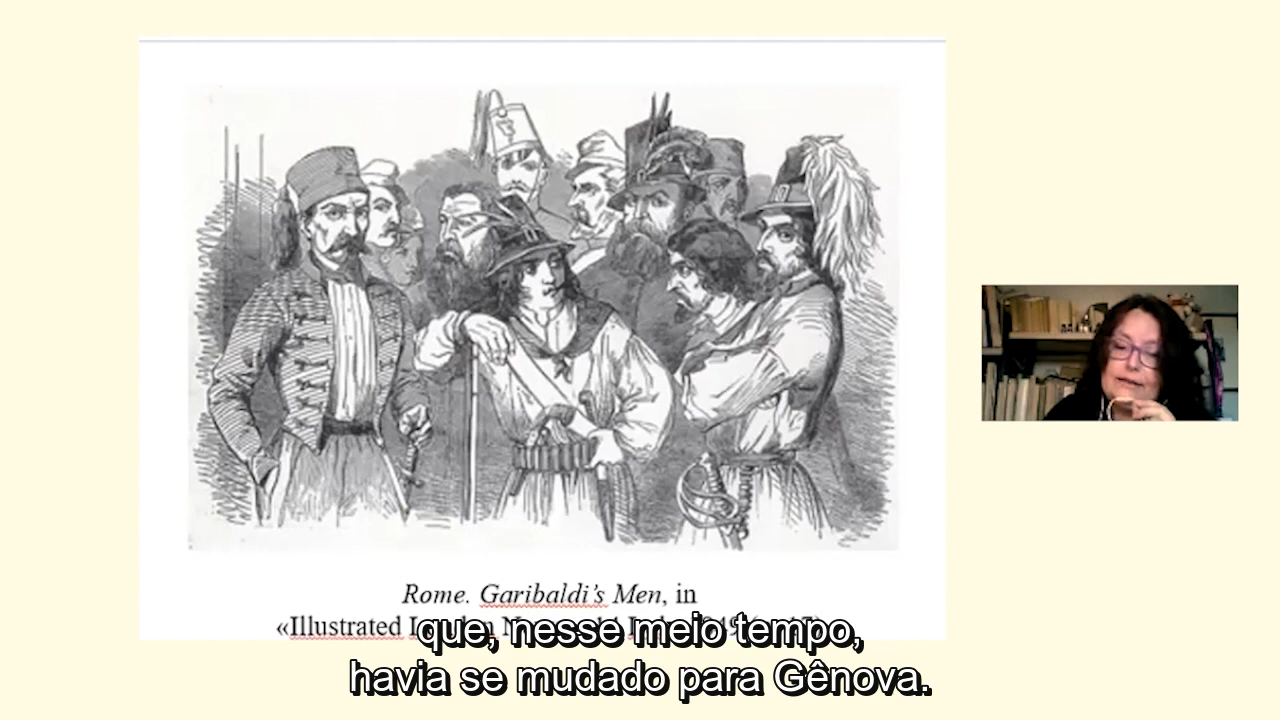 Rome. Garibaldi's Men, in
«Illustrated
que, nesse meio tempo,
havia se mudado para Gênova.